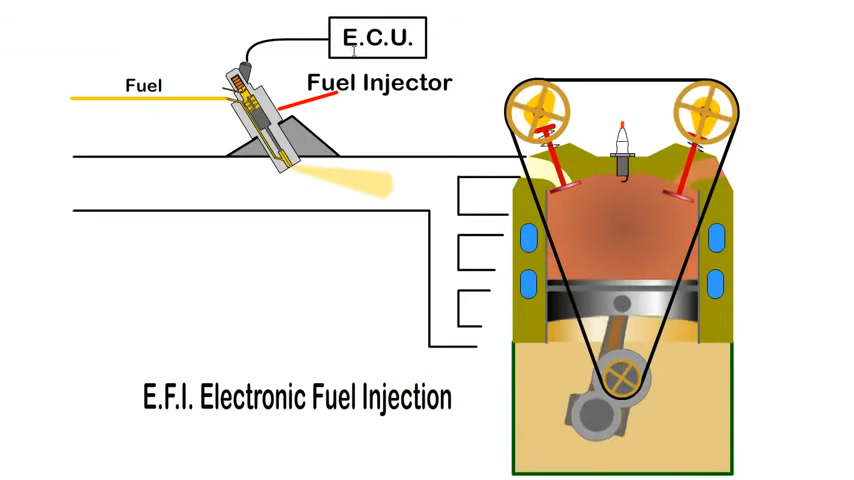 E.C.U.
Fuel
Fuel Injector
E.F.I. Electronic Fuel Injection